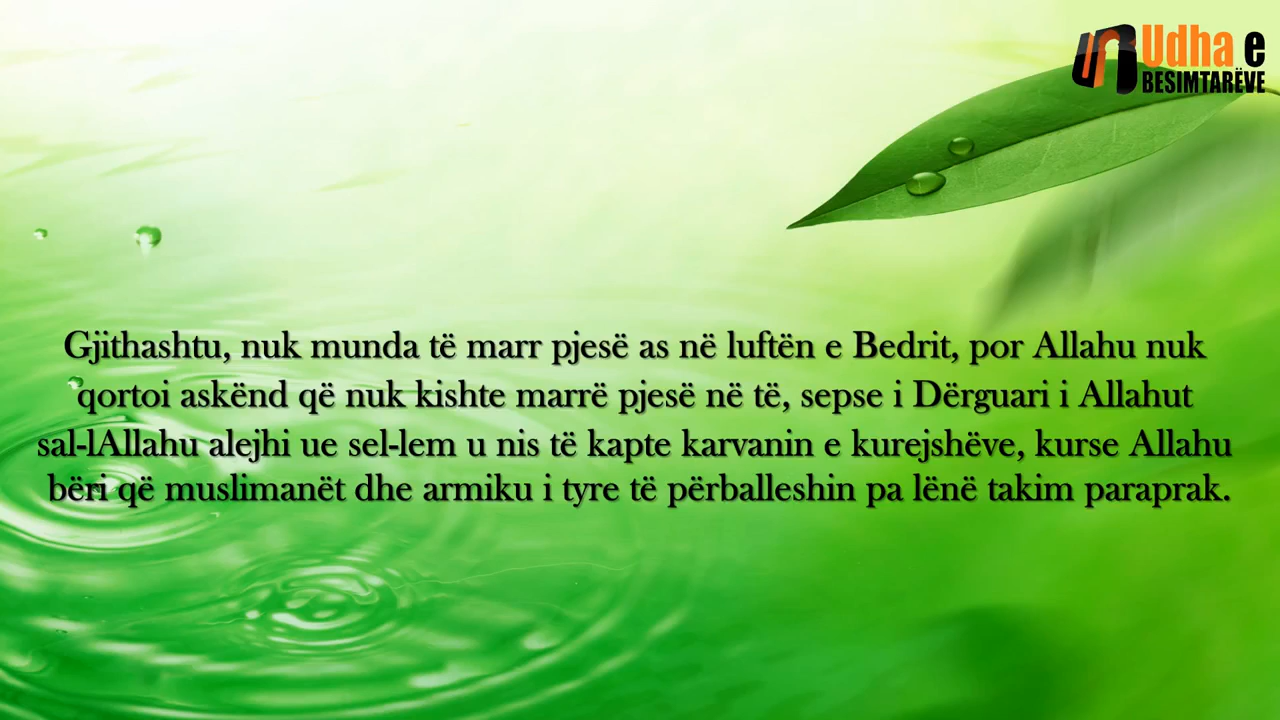 Udha e
BESIMTARËVE
Gjithashtu, nuk munda të marr pjesë as në luftën e Bedrit, por Allahu nuk
qortoi askënd që nuk kishte marrë pjesë në të, sepse i Dërguari i Allahut
sal-lAllahu alejhi ue sel-lem u nis të kapte karvanin e kurejshëve, kurse Allahu
bëri që muslimanët dhe armiku i tyre të përballeshin pa lënë takim paraprak.